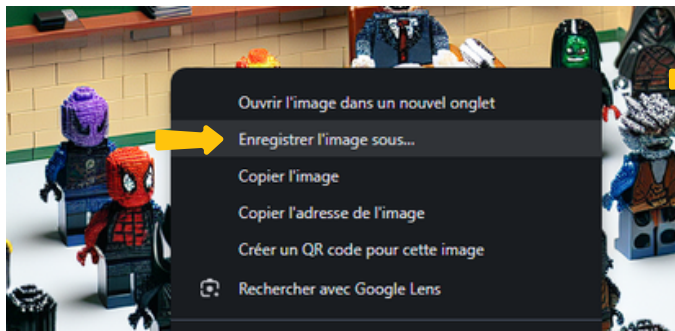 Ouvrir l'image dans un nouvel onglet
Enregistrer l'image sous...
Copier l'image
Copier l'adresse de l'image
Créer un QR code pour cette image
Rechercher avec Google Lens